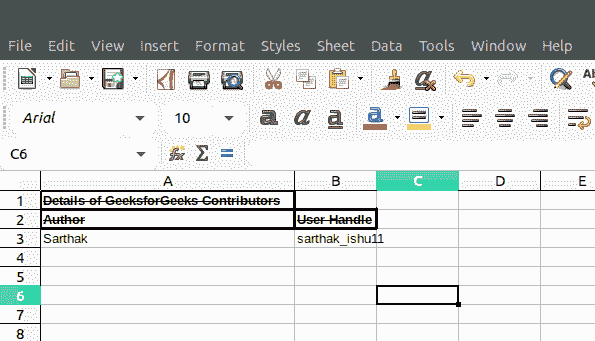 File Edit View Insert Format Styles Sheet Data Tools Window Help
Arial 10 a a a a
C6 fx Σ =
A B C D E
1 Details of GeeksforGeeks Contributors
2 Author User Handle
3 Sarthak sarthak_ishu11
4
5
6
7
8